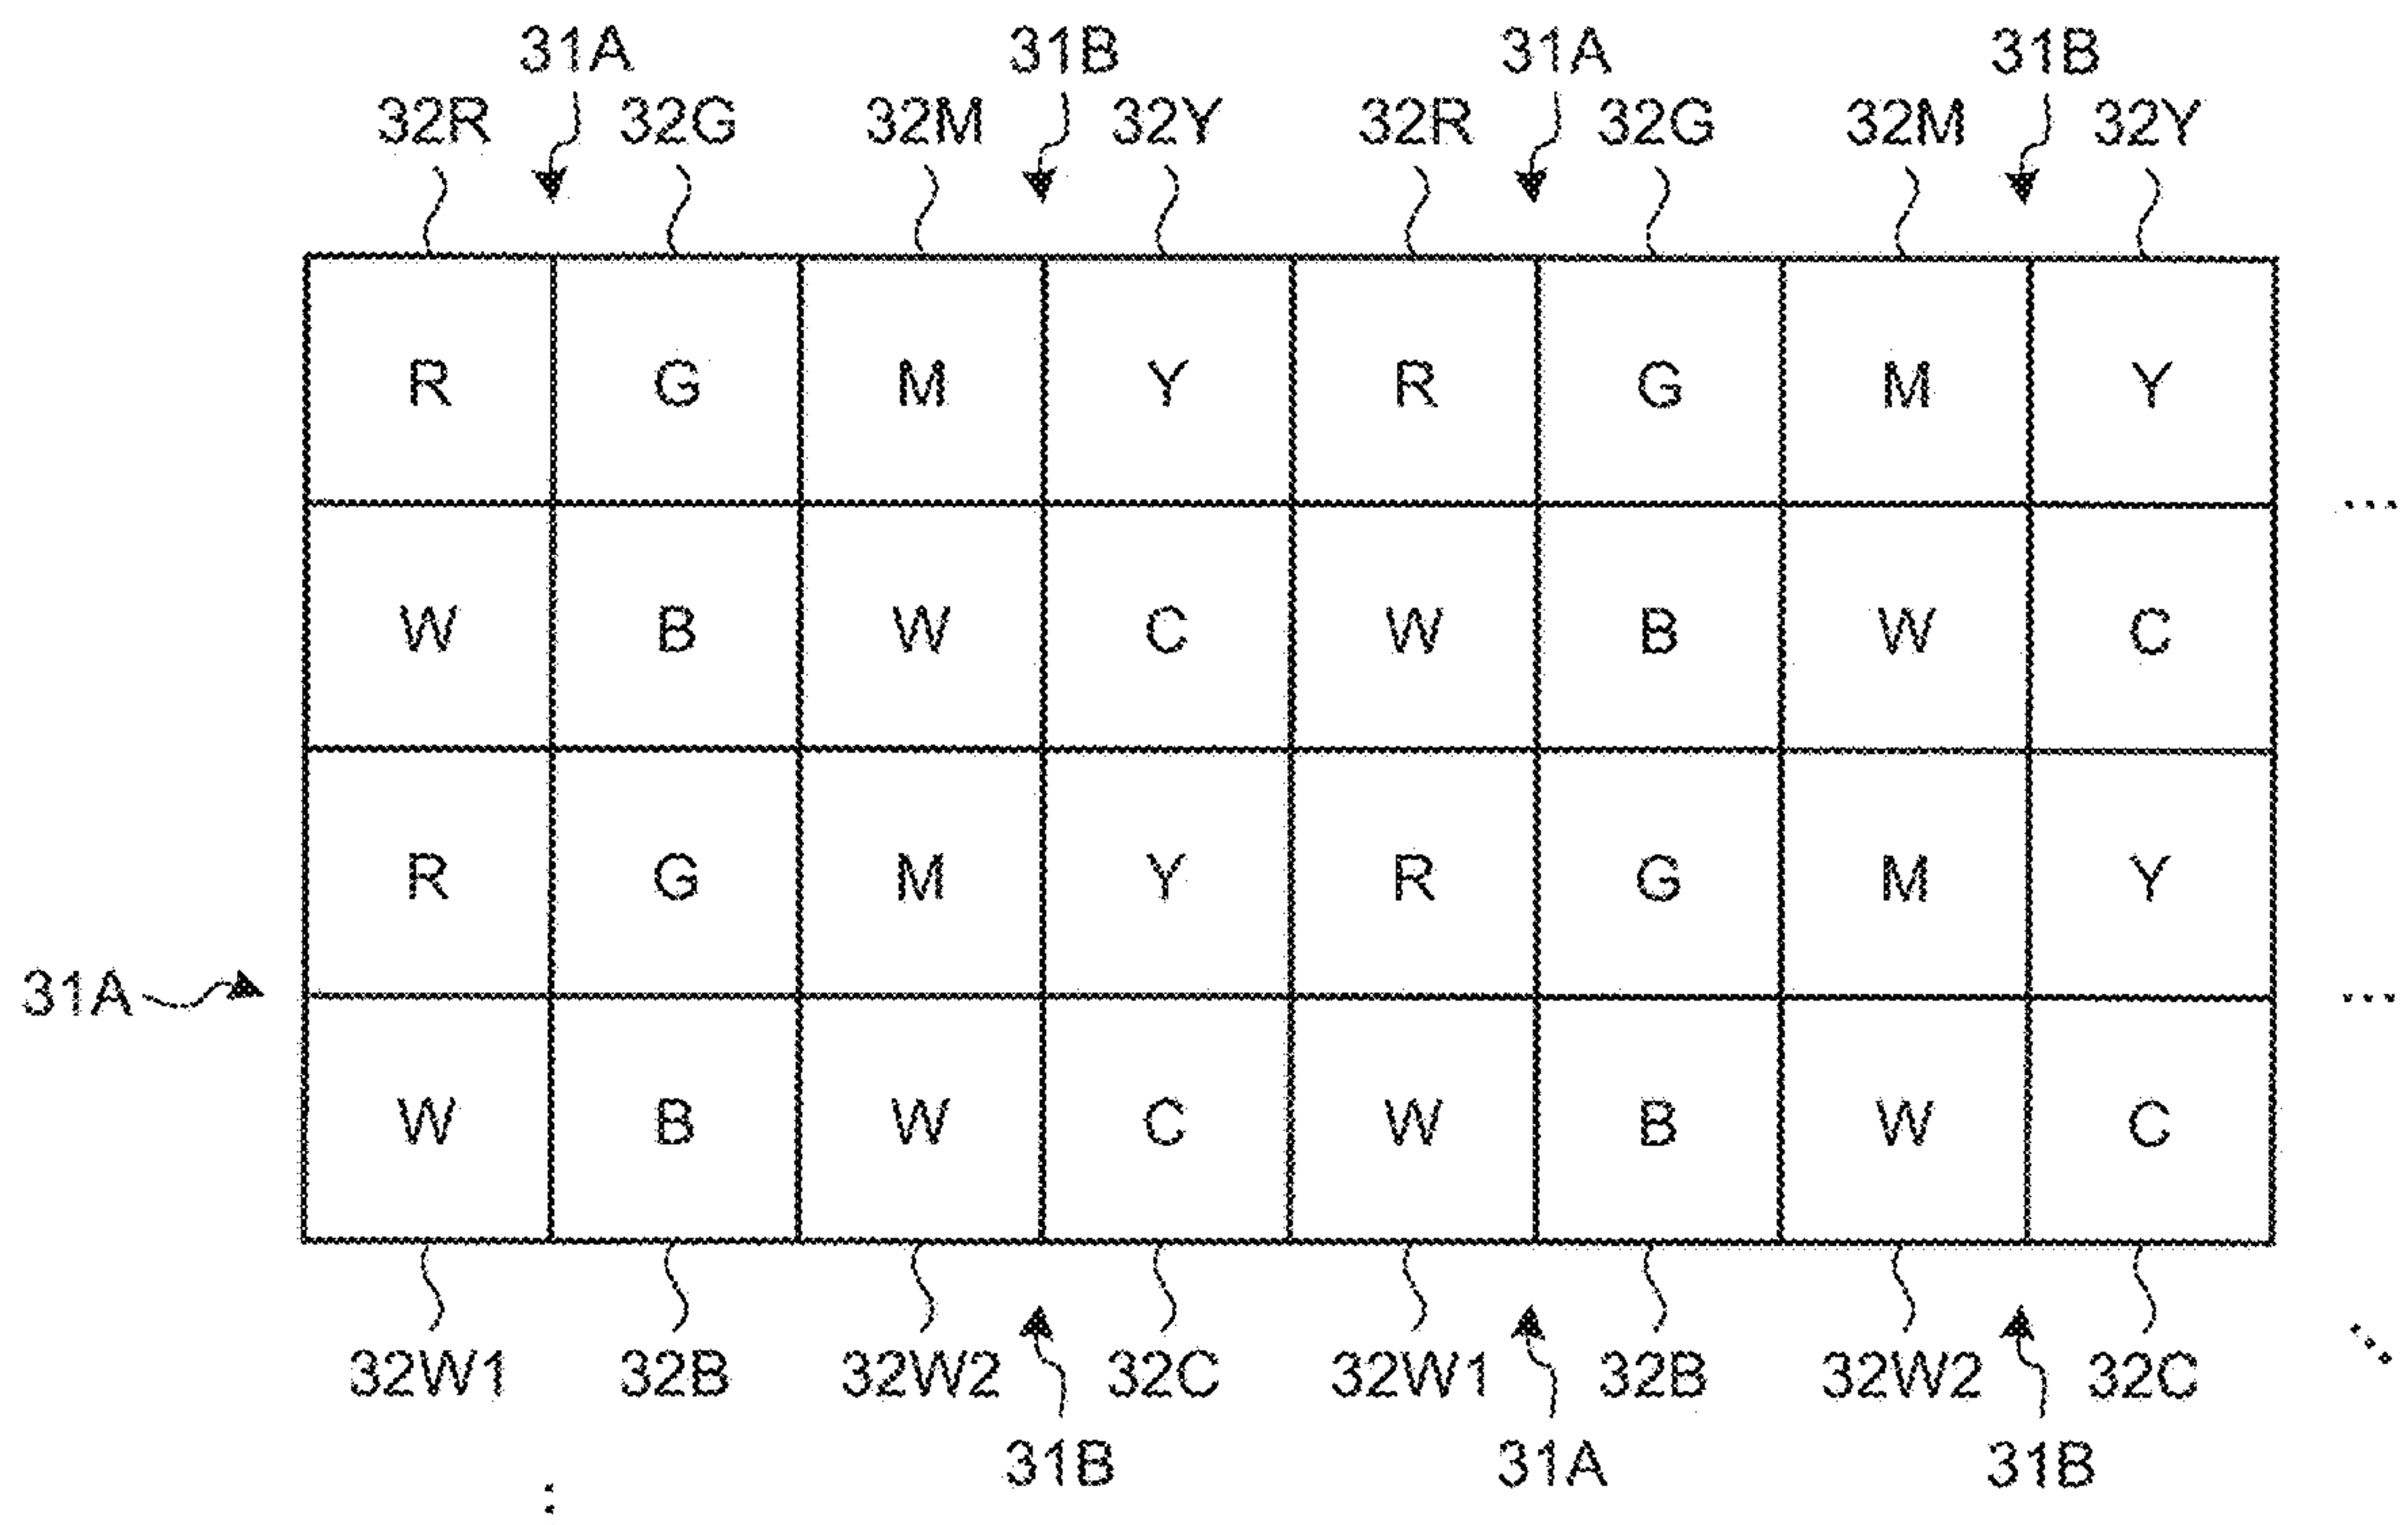 31A 31B 31A 31B
32R 32G 32M 32Y 32R 32G 32M 32Y
R G M Y R G M Y
...
W B W C W B W C
R G M Y R G M Y
31A ...
W B W C W B W C
32W1 32B 32W2 32C 32W1 32B 32W2 32C
31B 31A 31B